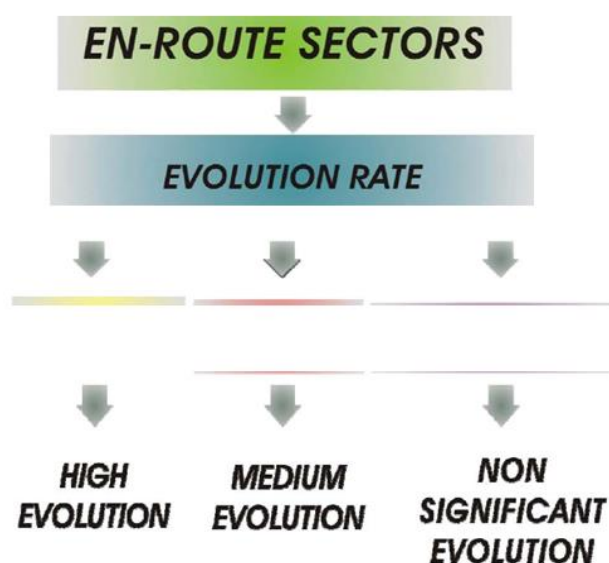 EN-ROUTE SECTORS
EVOLUTION RATE
HIGH
EVOLUTION
MEDIUM
EVOLUTION
NON
SIGNIFICANT
EVOLUTION